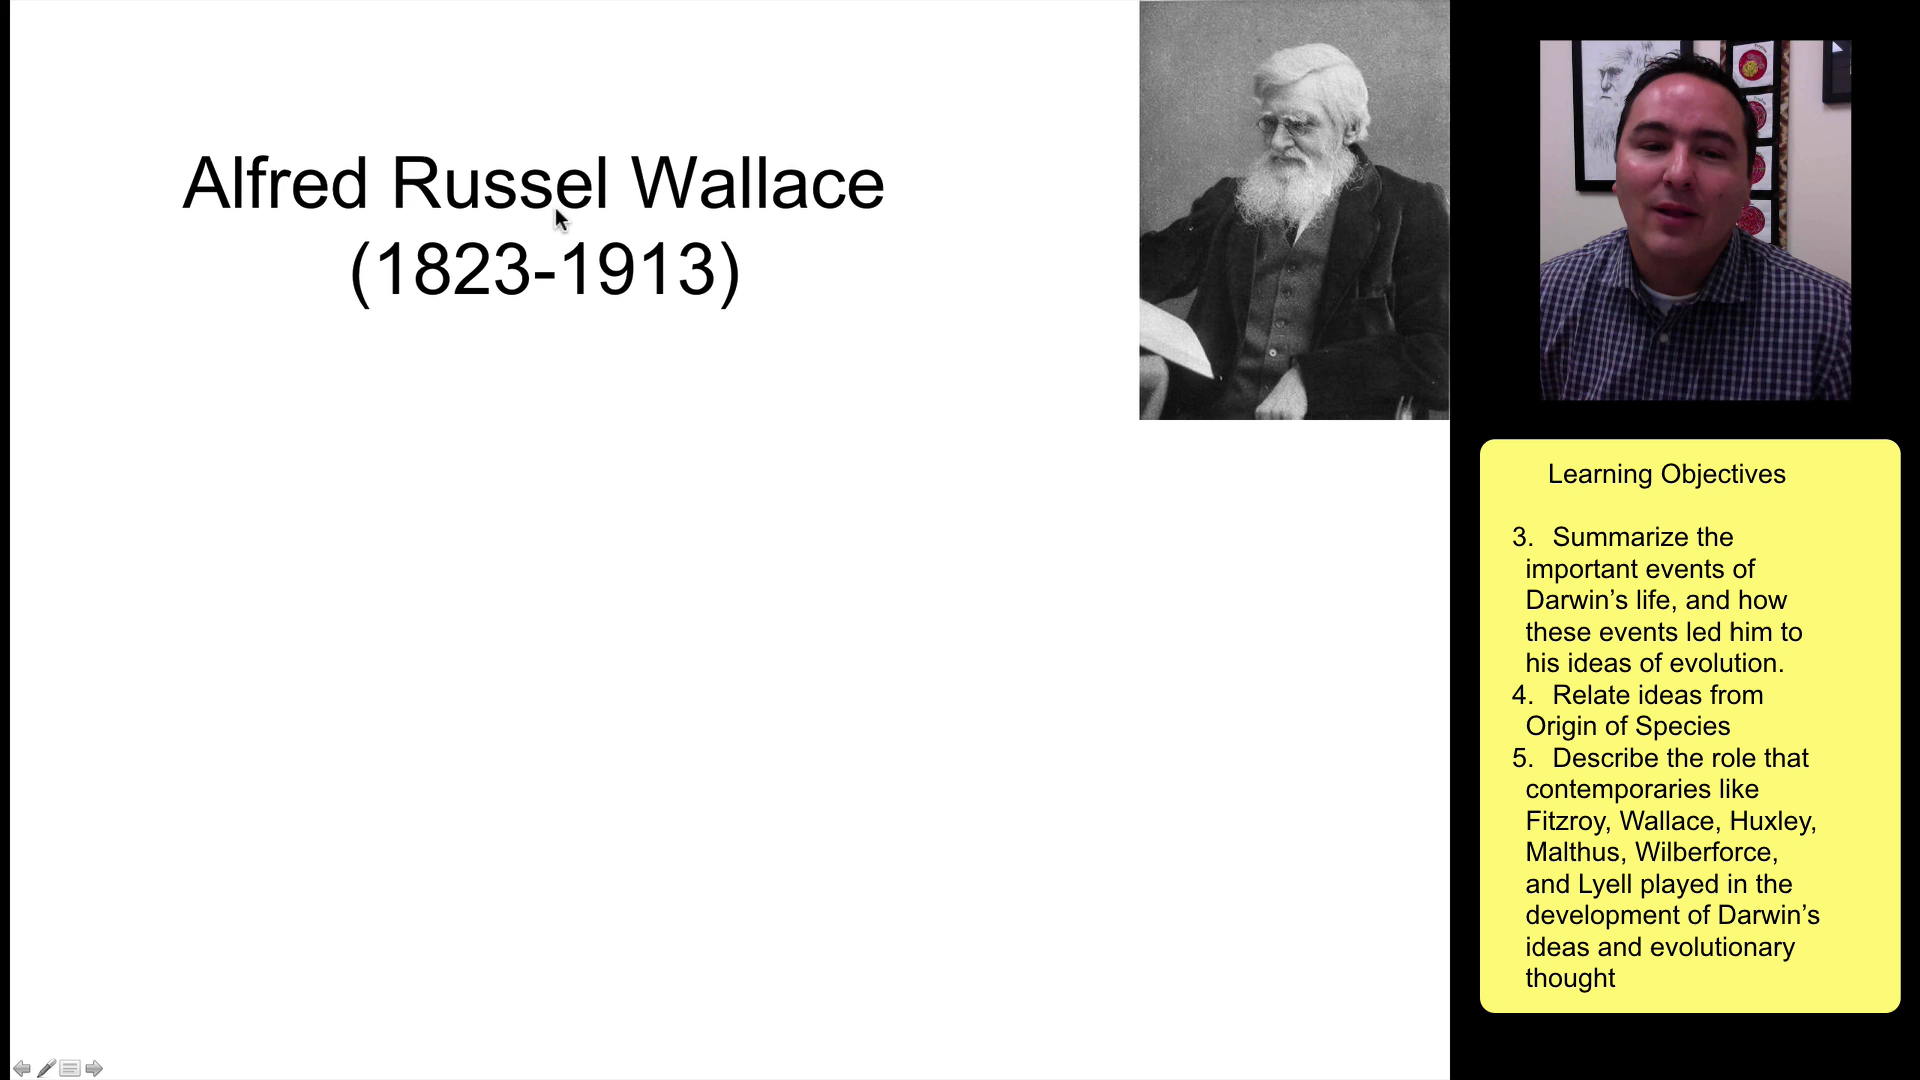 Alfred Russel Wallace
(1823-1913)
Learning Objectives
3. Summarize the
important events of
Darwin’s life, and how
these events led him to
his ideas of evolution.
4. Relate ideas from
Origin of Species
5. Describe the role that
contemporaries like
Fitzroy, Wallace, Huxley,
Malthus, Wilberforce,
and Lyell played in the
development of Darwin’s
ideas and evolutionary
thought